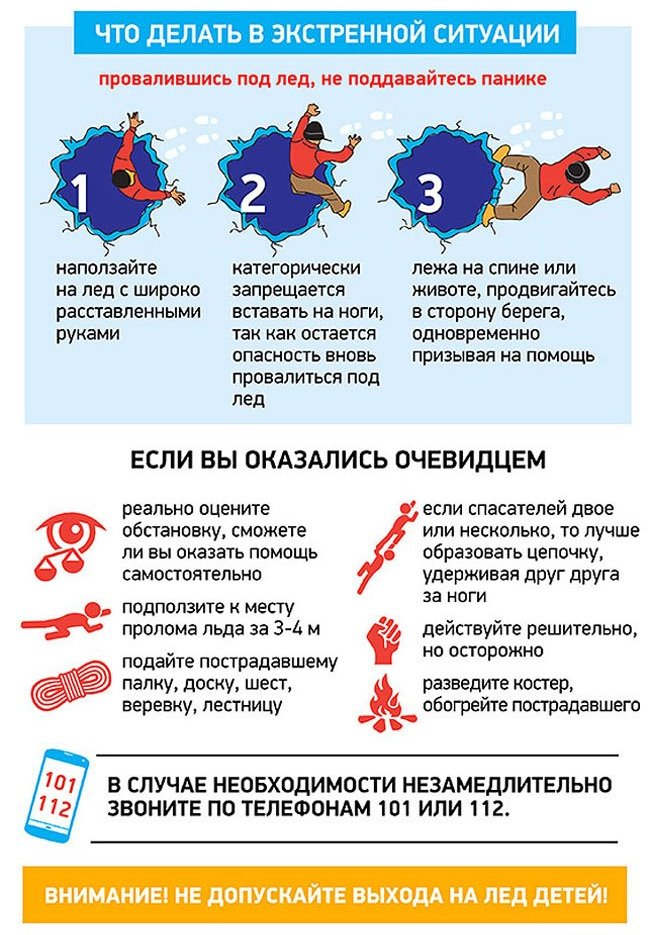 ЧТО ДЕЛАТЬ В ЭКСТРЕННОЙ СИТУАЦИИ
провалившись под лед, не поддавайтесь панике
1
2
3
наползайте
на лед с широко
расставленными
руками
категорически
запрещается
вставать на ноги,
так как остается
опасность вновь
провалиться под
лед
лежа на спине или
животе, продвигайтесь
в сторону берега,
одновременно
призывая на помощь
ЕСЛИ ВЫ ОКАЗАЛИСЬ ОЧЕВИДЦЕМ
реально оцените
обстановку, сможете
ли вы оказать помощь
самостоятельно
подползите к месту
пролома льда за 3-4 м
подайте пострадавшему
палку, доску, шест,
веревку, лестницу
если спасателей двое
или несколько, то лучше
образовать цепочку,
удерживая друг друга
за ноги
действуйте решительно,
но осторожно
разведите костер,
обогрейте пострадавшего
101
112
В СЛУЧАЕ НЕОБХОДИМОСТИ НЕЗАМЕДЛИТЕЛЬНО
ЗВОНИТЕ ПО ТЕЛЕФОНАМ 101 ИЛИ 112.
ВНИМАНИЕ! НЕ ДОПУСКАЙТЕ ВЫХОДА НА ЛЕД ДЕТЕЙ!